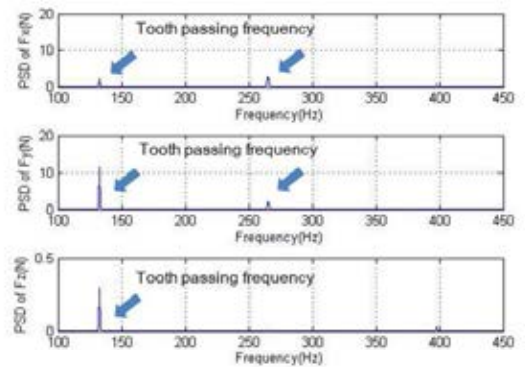 20
10
0
PSD of Fx(N)
Tooth passing frequency
100 150 200 250 300 350 400 450
Frequency(Hz)
20
10
0
PSD of Fy(N)
Tooth passing frequency
100 150 200 250 300 350 400 450
Frequency(Hz)
0.5
0
PSD of Fz(N)
Tooth passing frequency
100 150 200 250 300 350 400 450
Frequency(Hz)